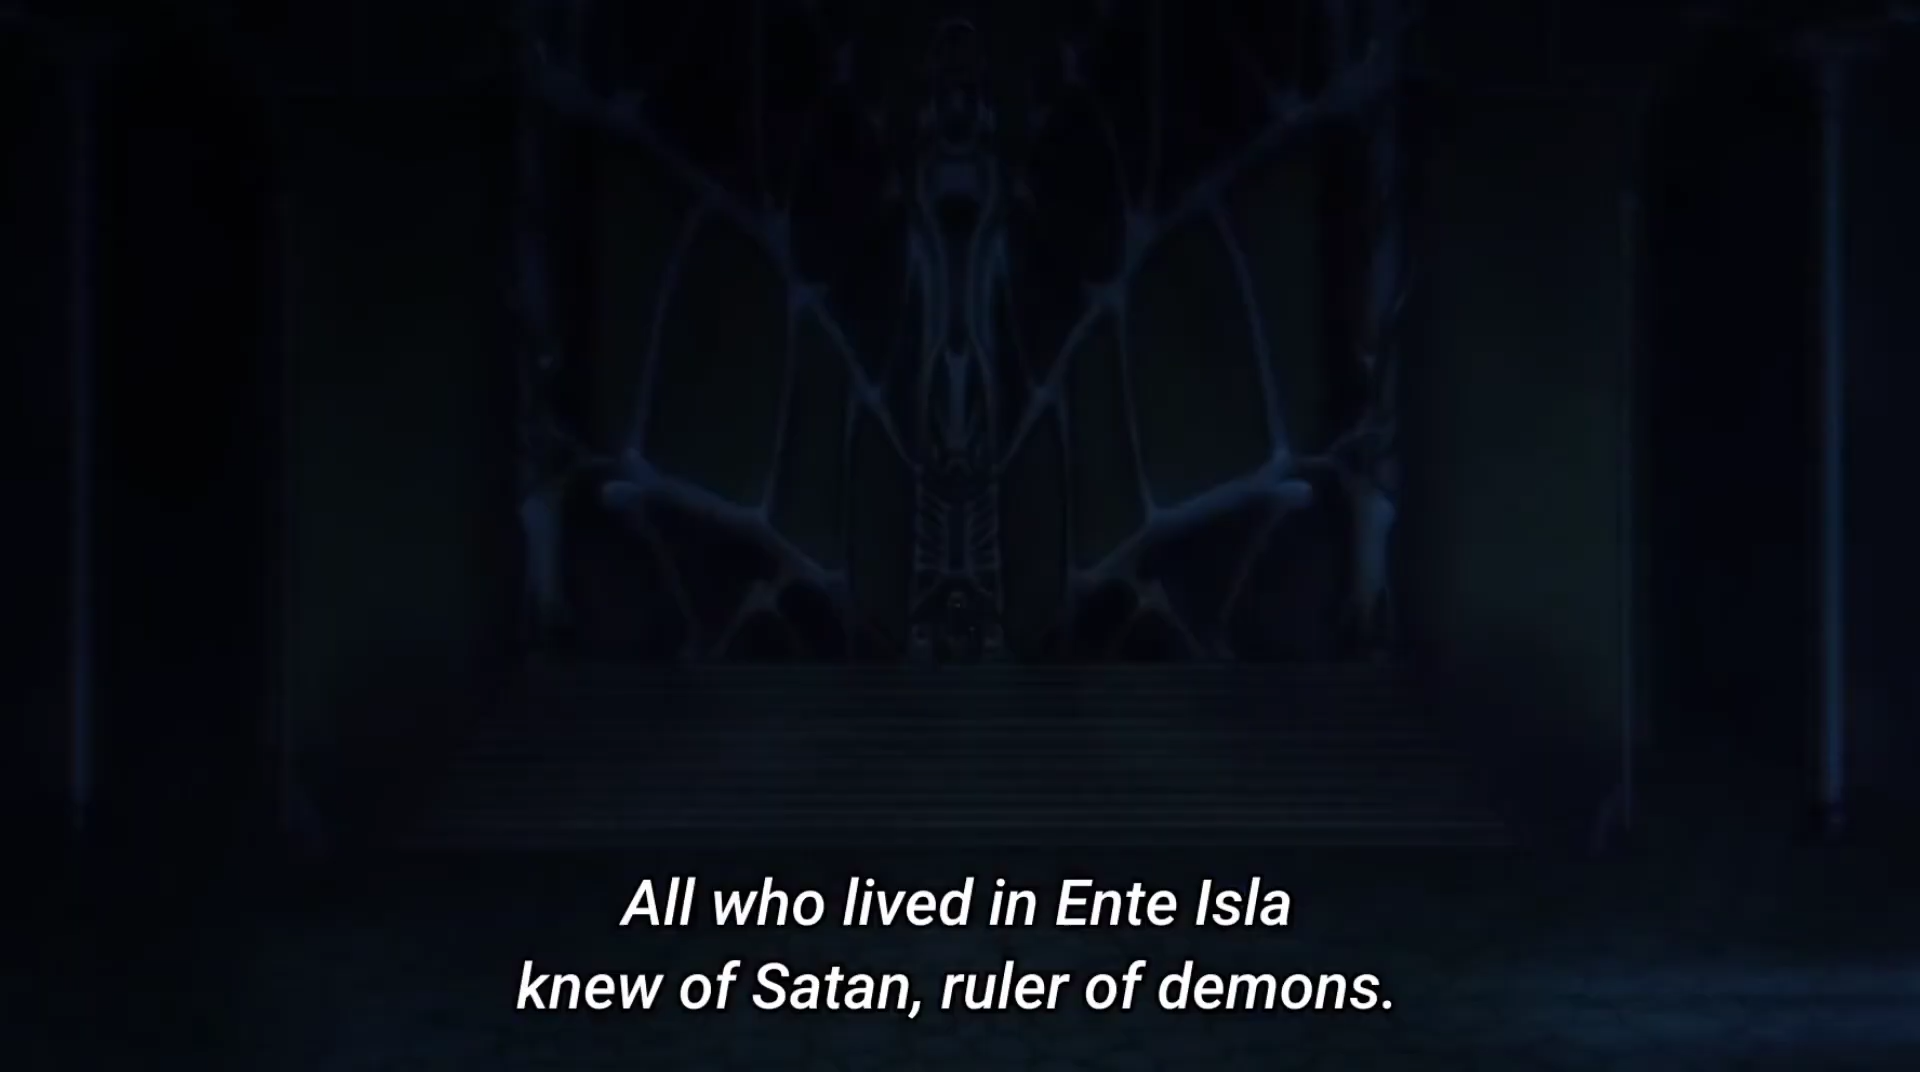 All who lived in Ente Isla
knew of Satan, ruler of demons.